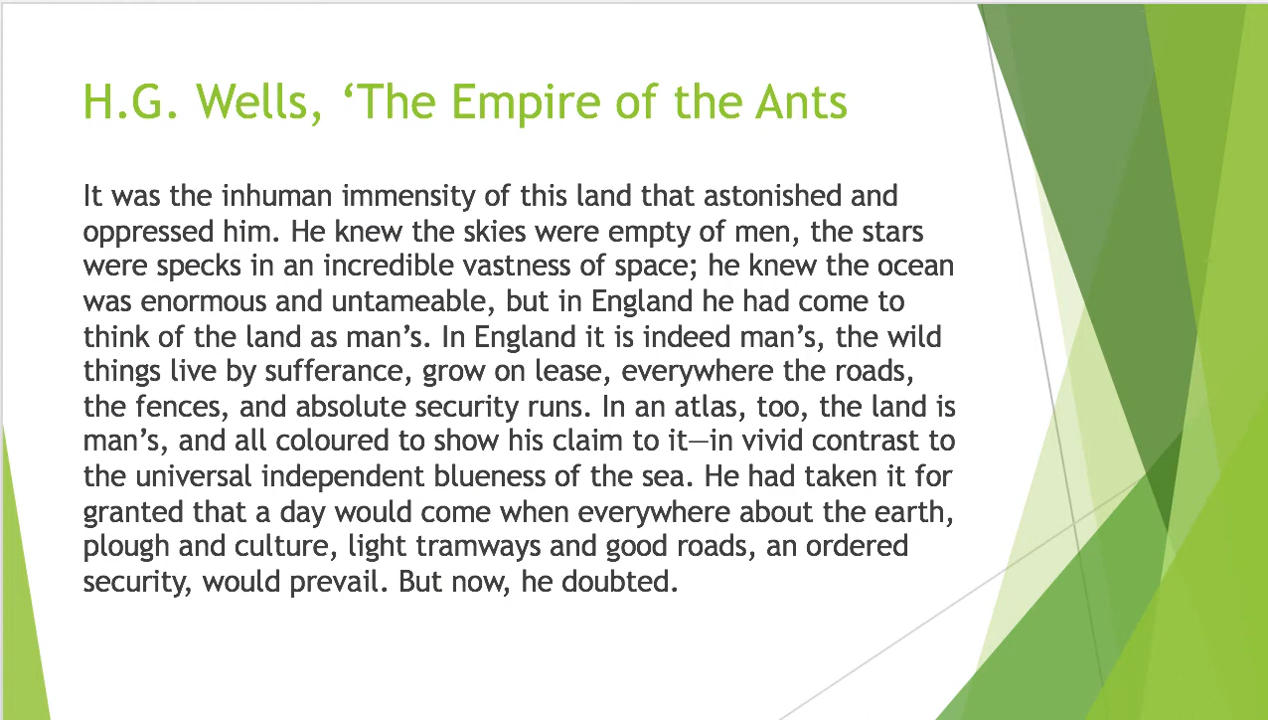 H.G. Wells, ‘The Empire of the Ants
It was the inhuman immensity of this land that astonished and
oppressed him. He knew the skies were empty of men, the stars
were specks in an incredible vastness of space; he knew the ocean
was enormous and untameable, but in England he had come to
think of the land as man’s. In England it is indeed man’s, the wild
things live by sufferance, grow on lease, everywhere the roads,
the fences, and absolute security runs. In an atlas, too, the land is
man’s, and all coloured to show his claim to it—in vivid contrast to
the universal independent blueness of the sea. He had taken it for
granted that a day would come when everywhere about the earth,
plough and culture, light tramways and good roads, an ordered
security, would prevail. But now, he doubted.